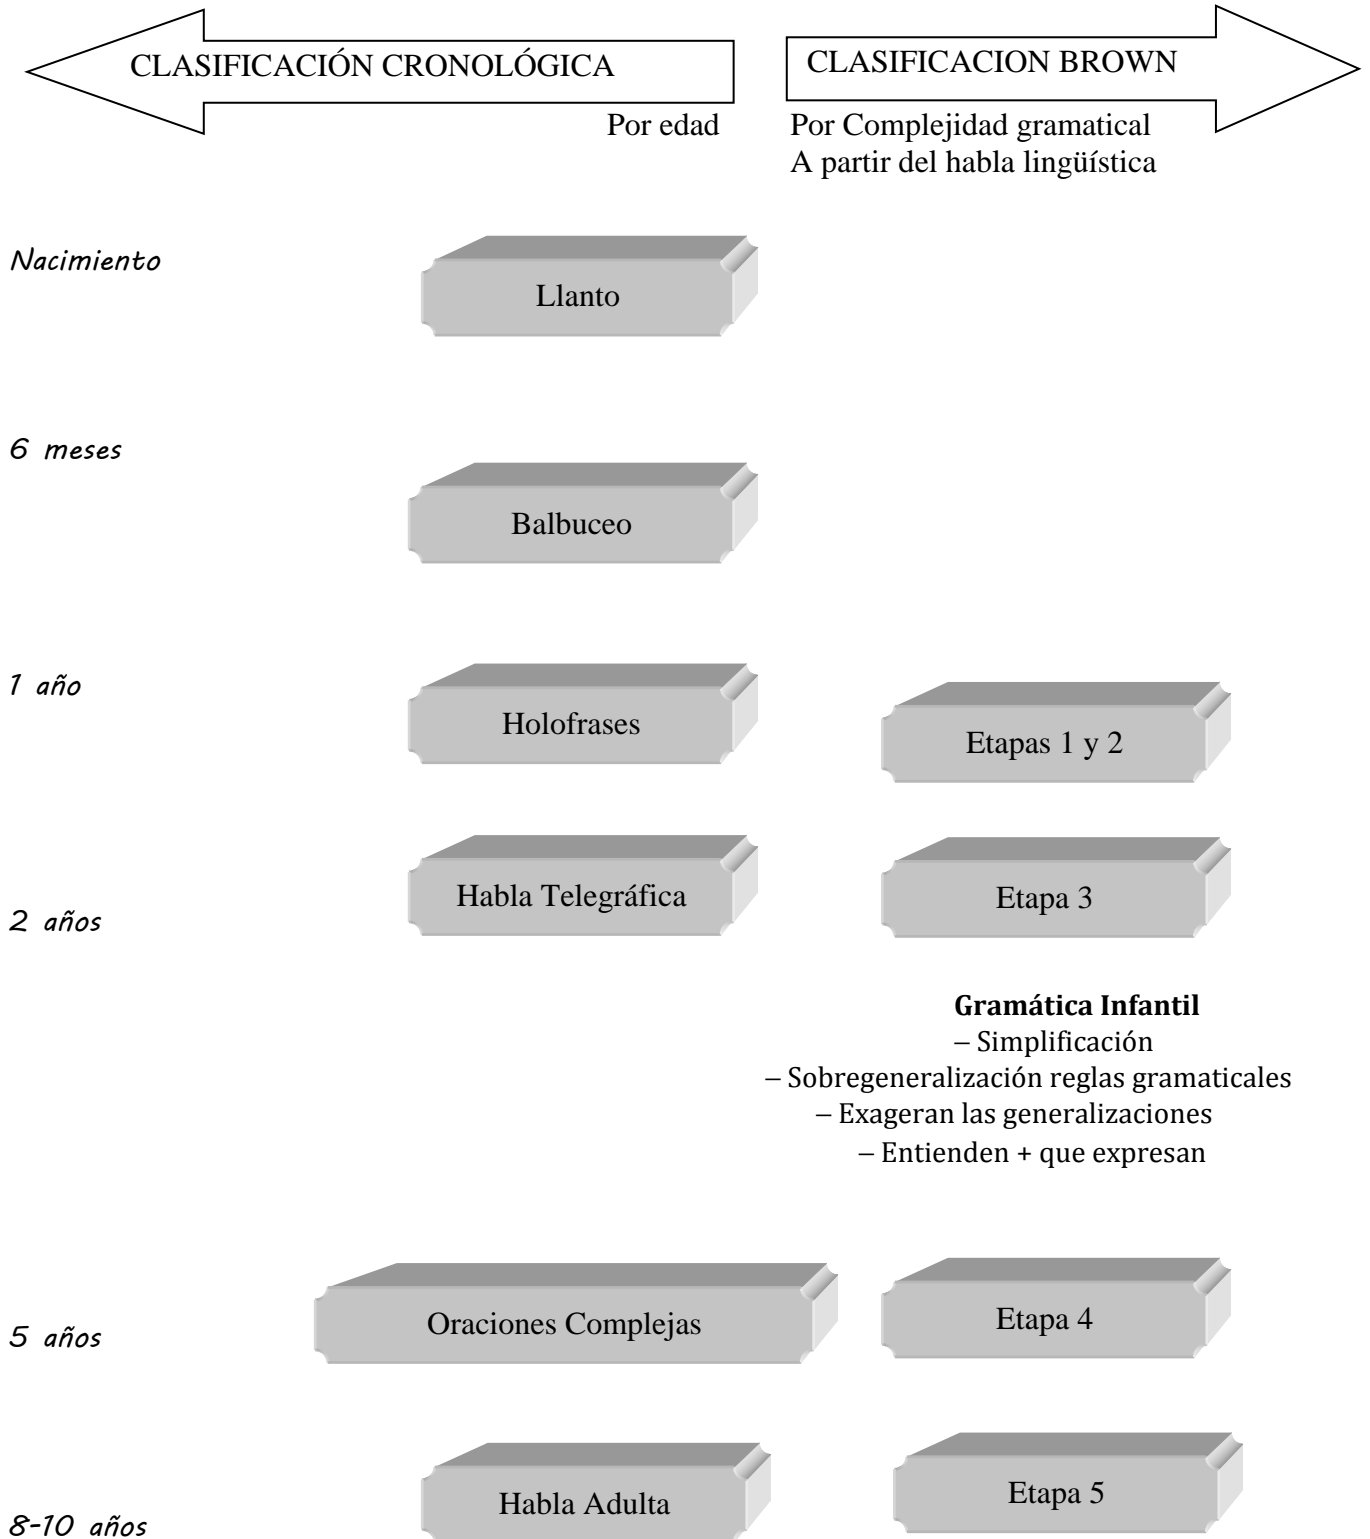 CLASIFICACIÓN CRONOLÓGICA
CLASIFICACION BROWN
Por edad
Por Complejidad gramatical
A partir del habla lingüística
Nacimiento
Llanto
6 meses
Balbuceo
1 año
Holofrases
Etapas 1 y 2
2 años
Habla Telegráfica
Etapa 3
Gramática Infantil
– Simplificación
– Sobregeneralización reglas gramaticales
– Exageran las generalizaciones
– Entienden + que expresan
5 años
Oraciones Complejas
Etapa 4
8-10 años
Habla Adulta
Etapa 5